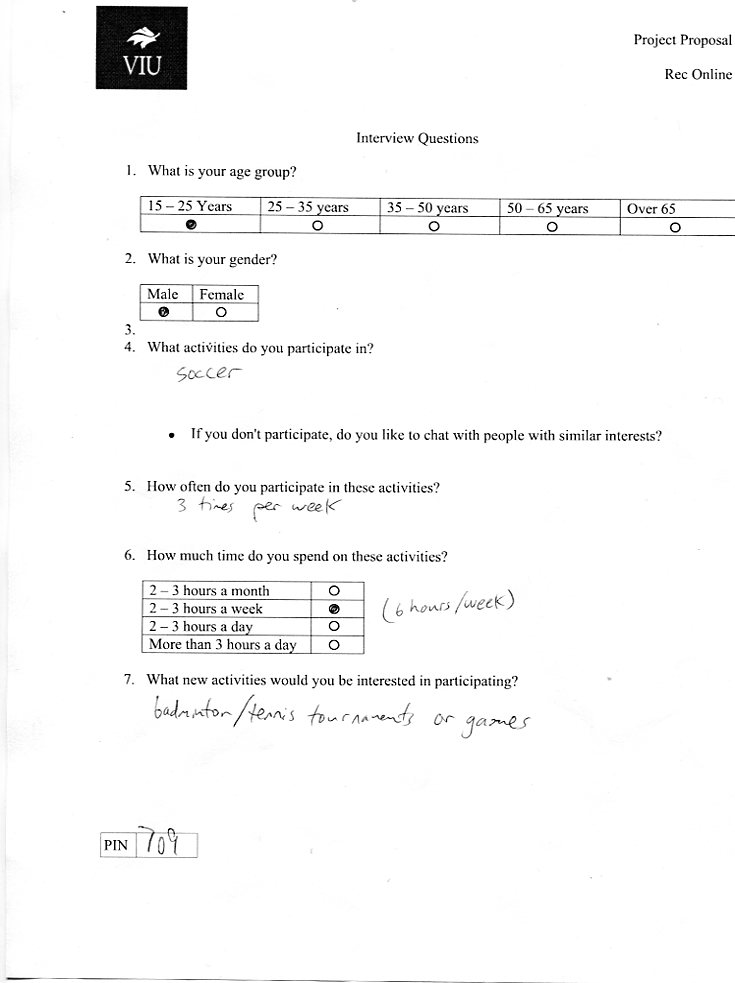 VIU
Project Proposal
Rec Online
Interview Questions
1. What is your age group?
15 – 25 Years 25 – 35 years 35 – 50 years 50 – 65 years Over 65
2. What is your gender?
Male Female
3.
4. What activities do you participate in?
soccer
• If you don't participate, do you like to chat with people with similar interests?
5. How often do you participate in these activities?
3 times per week
6. How much time do you spend on these activities?
2 – 3 hours a month
2 – 3 hours a week (6 hours/week)
2 – 3 hours a day
More than 3 hours a day
7. What new activities would you be interested in participating?
badminton/tennis tournaments or games
PIN 709